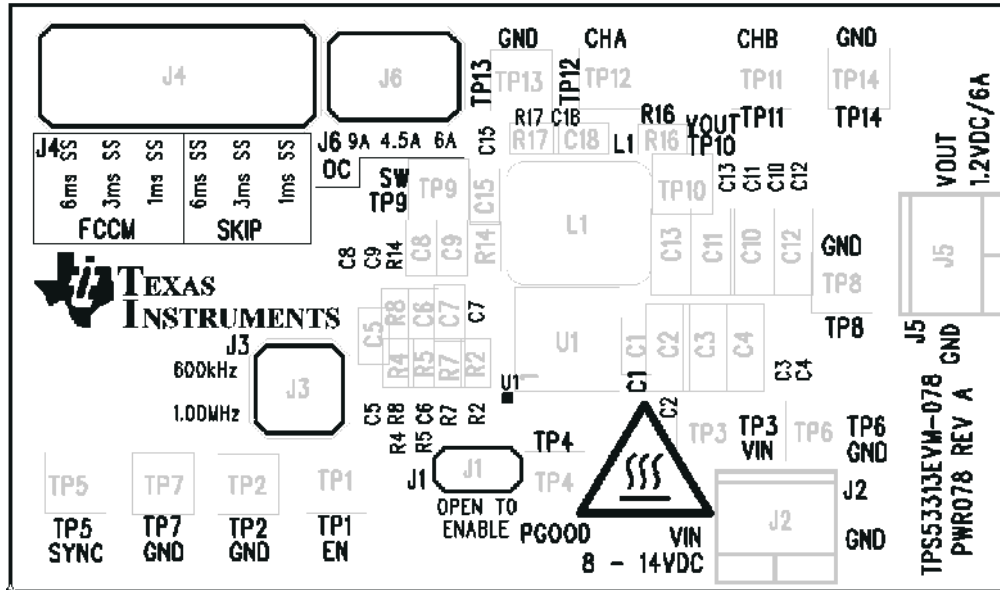 GND
CHA
CHB
GND
J4
J6
TP13
TP13
TP12
TP12
TP11
TP14
TP11
TP14
R17
C18
R16
VOUT
TP10
R17
C18
L1
R16
C15
VOUT
1.2VDC/6A
J4
6ms SS
3ms SS
1ms SS
6ms SS
3ms SS
1ms SS
FCCM
SKIP
J6 9A 4.5A 6A
OC
SW
TP9
TP9
C15
L1
TP10
C13
C11
C10
C12
C8
C9
R14
C8
C9
R14
C13
C11
C10
C12
GND
TP8
TP8
J5
J5
GND
TEXAS
INSTRUMENTS
C5
R8
C6
C7
C7
R4
R5
R7
R2
U1
C1
C2
C3
C4
C3
C4
J3
600kHz
1.0DMHz
J3
U1
C1
C2
C5
R8
C6
R7
R2
R4
R5
TP3
TP3
VIN
TP6
TP6
GND
TP5
TP7
TP2
TP1
TP5
SYNC
TP7
GND
TP2
GND
TP1
EN
J1
J1
OPEN TO
ENABLE
TP4
TP4
PGOOD
VIN
8 - 14VDC
J2
J2
GND
TPS53313EVM-078
PWR078 REV A